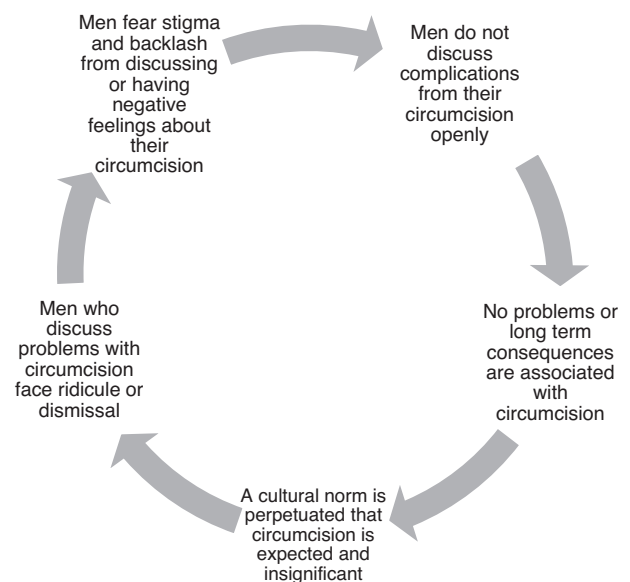 Men fear stigma
and backlash
from discussing
or having
negative
feelings about
their
circumcision
Men do not
discuss
complications
from their
circumcision
openly
No problems or
long term
consequences
are associated
with
circumcision
A cultural norm is
perpetuated that
circumcision is
expected and
insignificant
Men who
discuss
problems with
circumcision
face ridicule or
dismissal